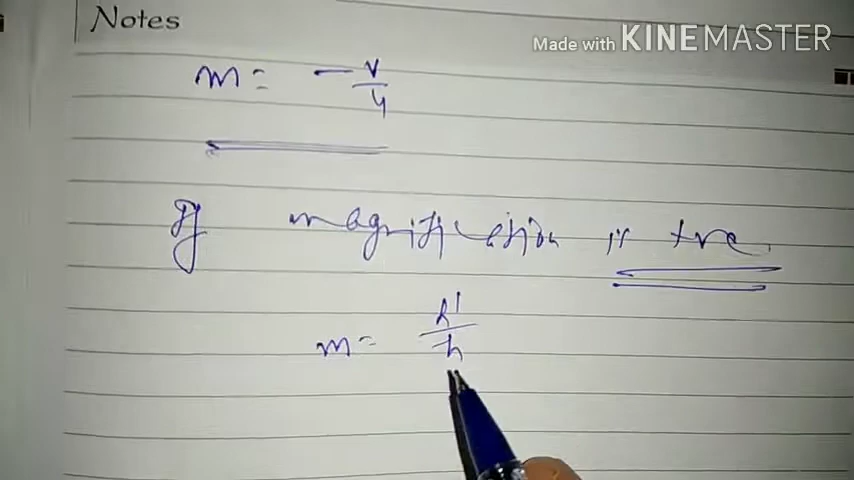 Notes
Made with KINEMASTER
m = - v/u
If magnification is +ve.
m = h'/h